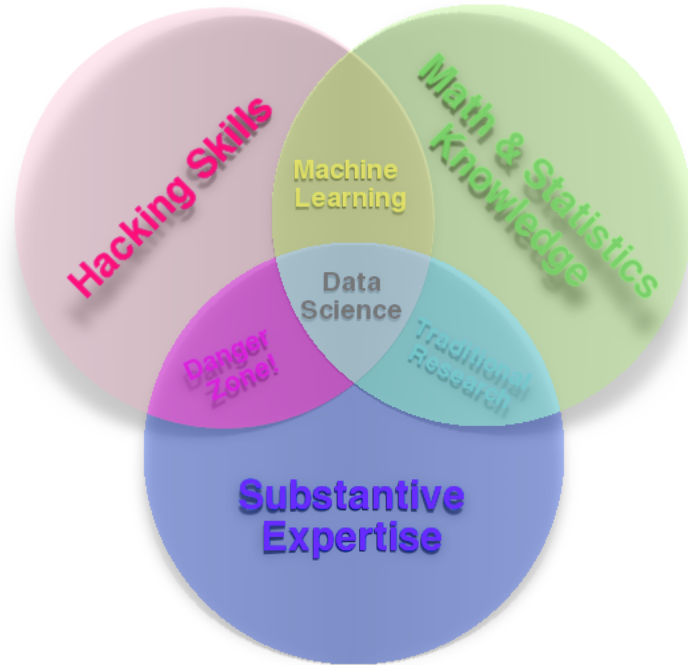 Hacking Skills
Math & Statistics
Knowledge
Machine
Learning
Data
Science
Danger
Zone!
Traditional
Research
Substantive
Expertise